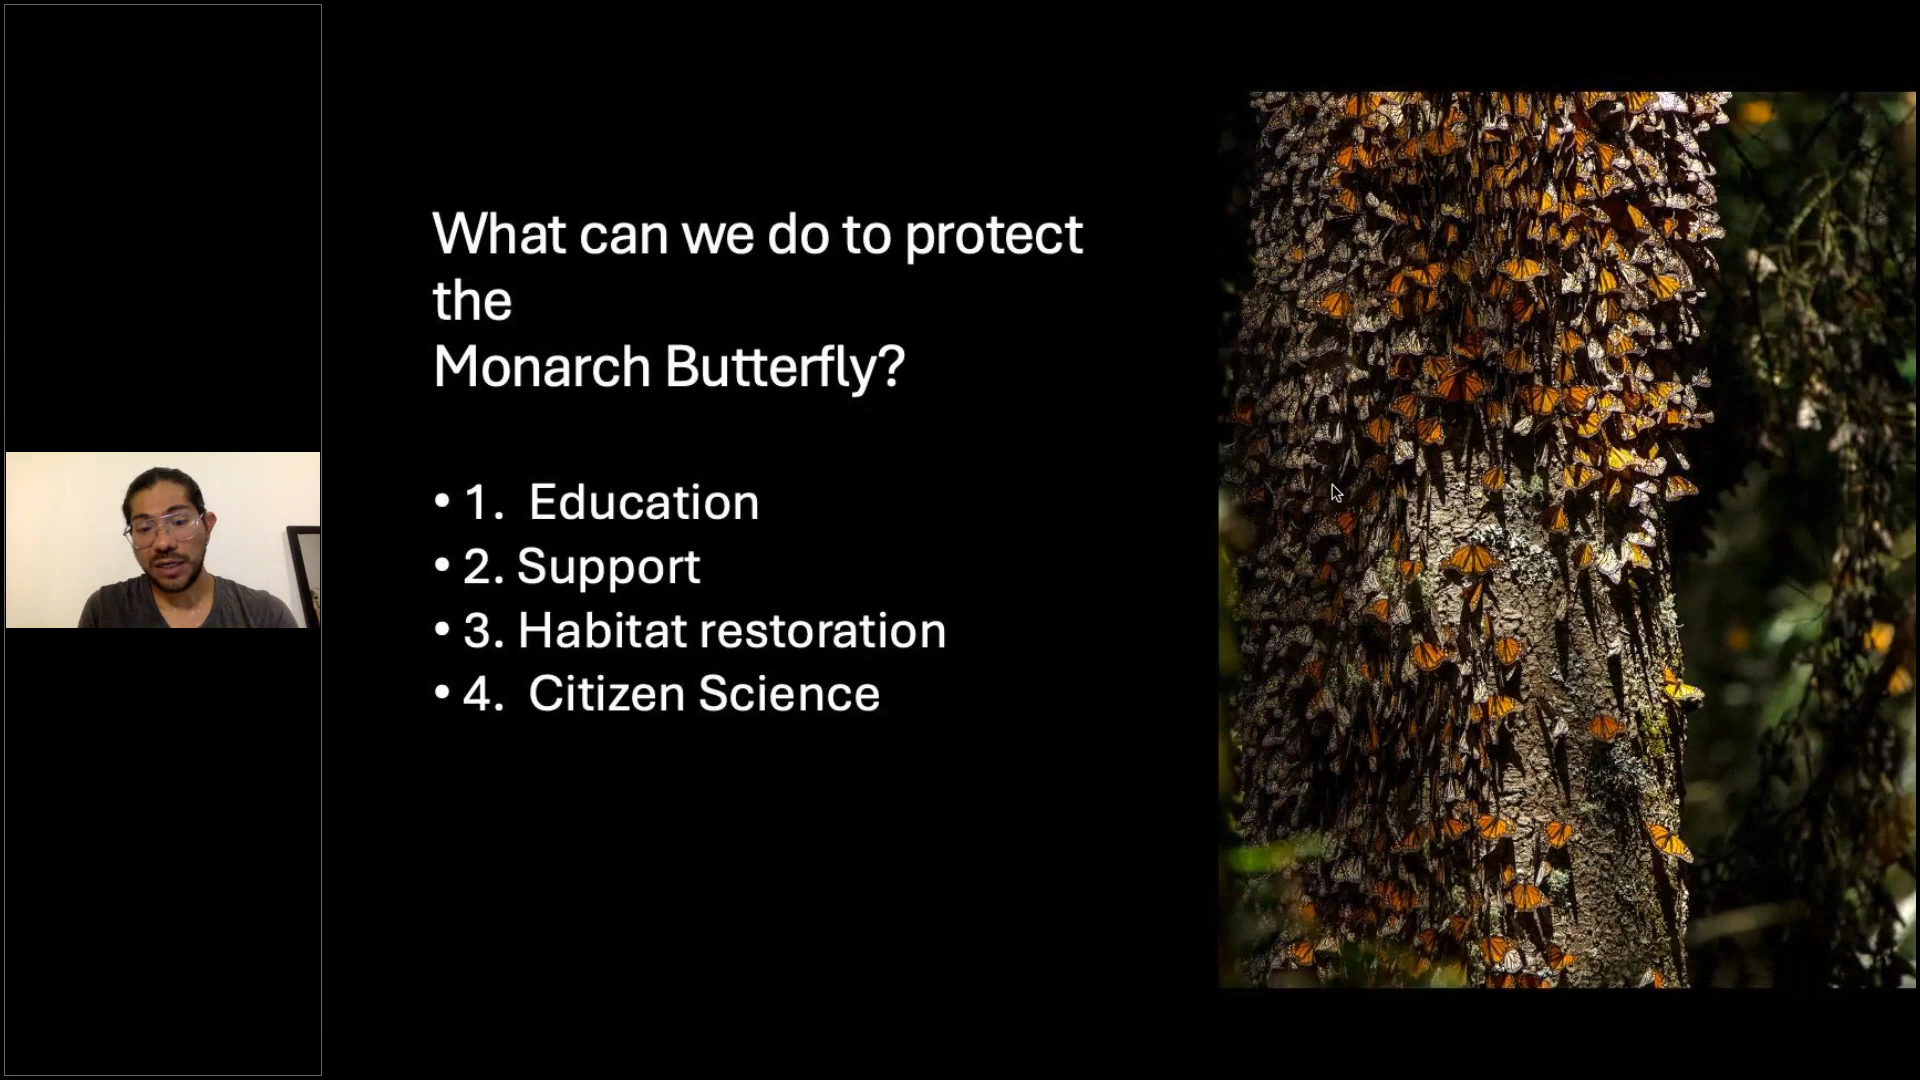 What can we do to protect
the
Monarch Butterfly?
• 1.  Education
• 2. Support
• 3. Habitat restoration
• 4.  Citizen Science